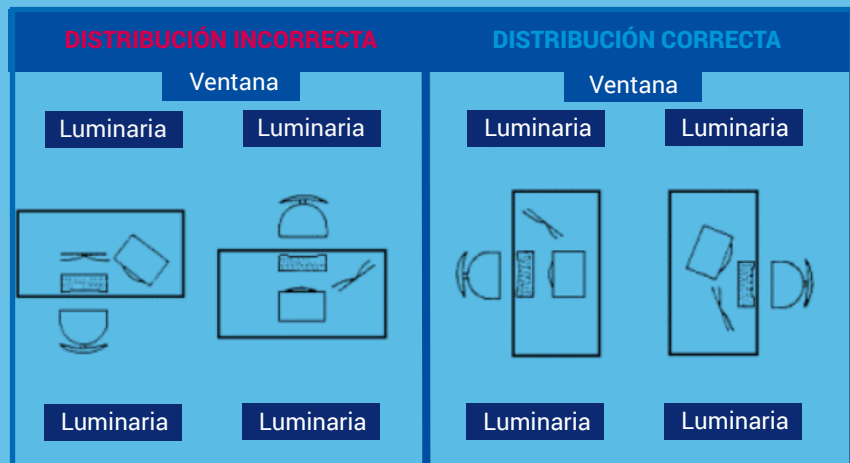 DISTRIBUCIÓN INCORRECTA
DISTRIBUCIÓN CORRECTA
Ventana
Ventana
Luminaria
Luminaria
Luminaria
Luminaria
Luminaria
Luminaria
Luminaria
Luminaria